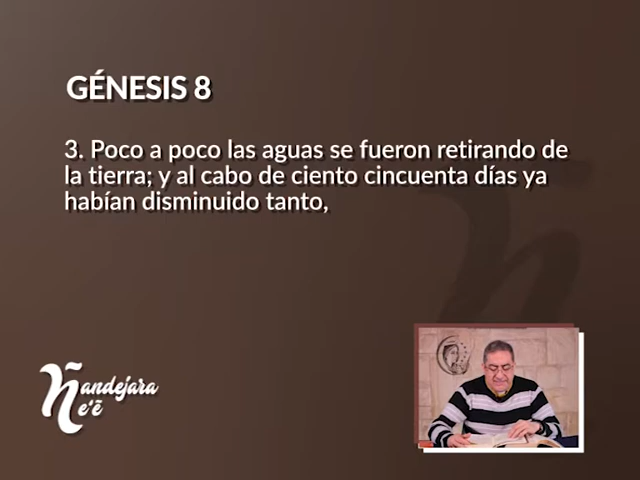 GÉNESIS 8
3. Poco a poco las aguas se fueron retirando de
la tierra; y al cabo de ciento cincuenta días ya
habían disminuido tanto,
Ñandejara
Ñe'ẽ